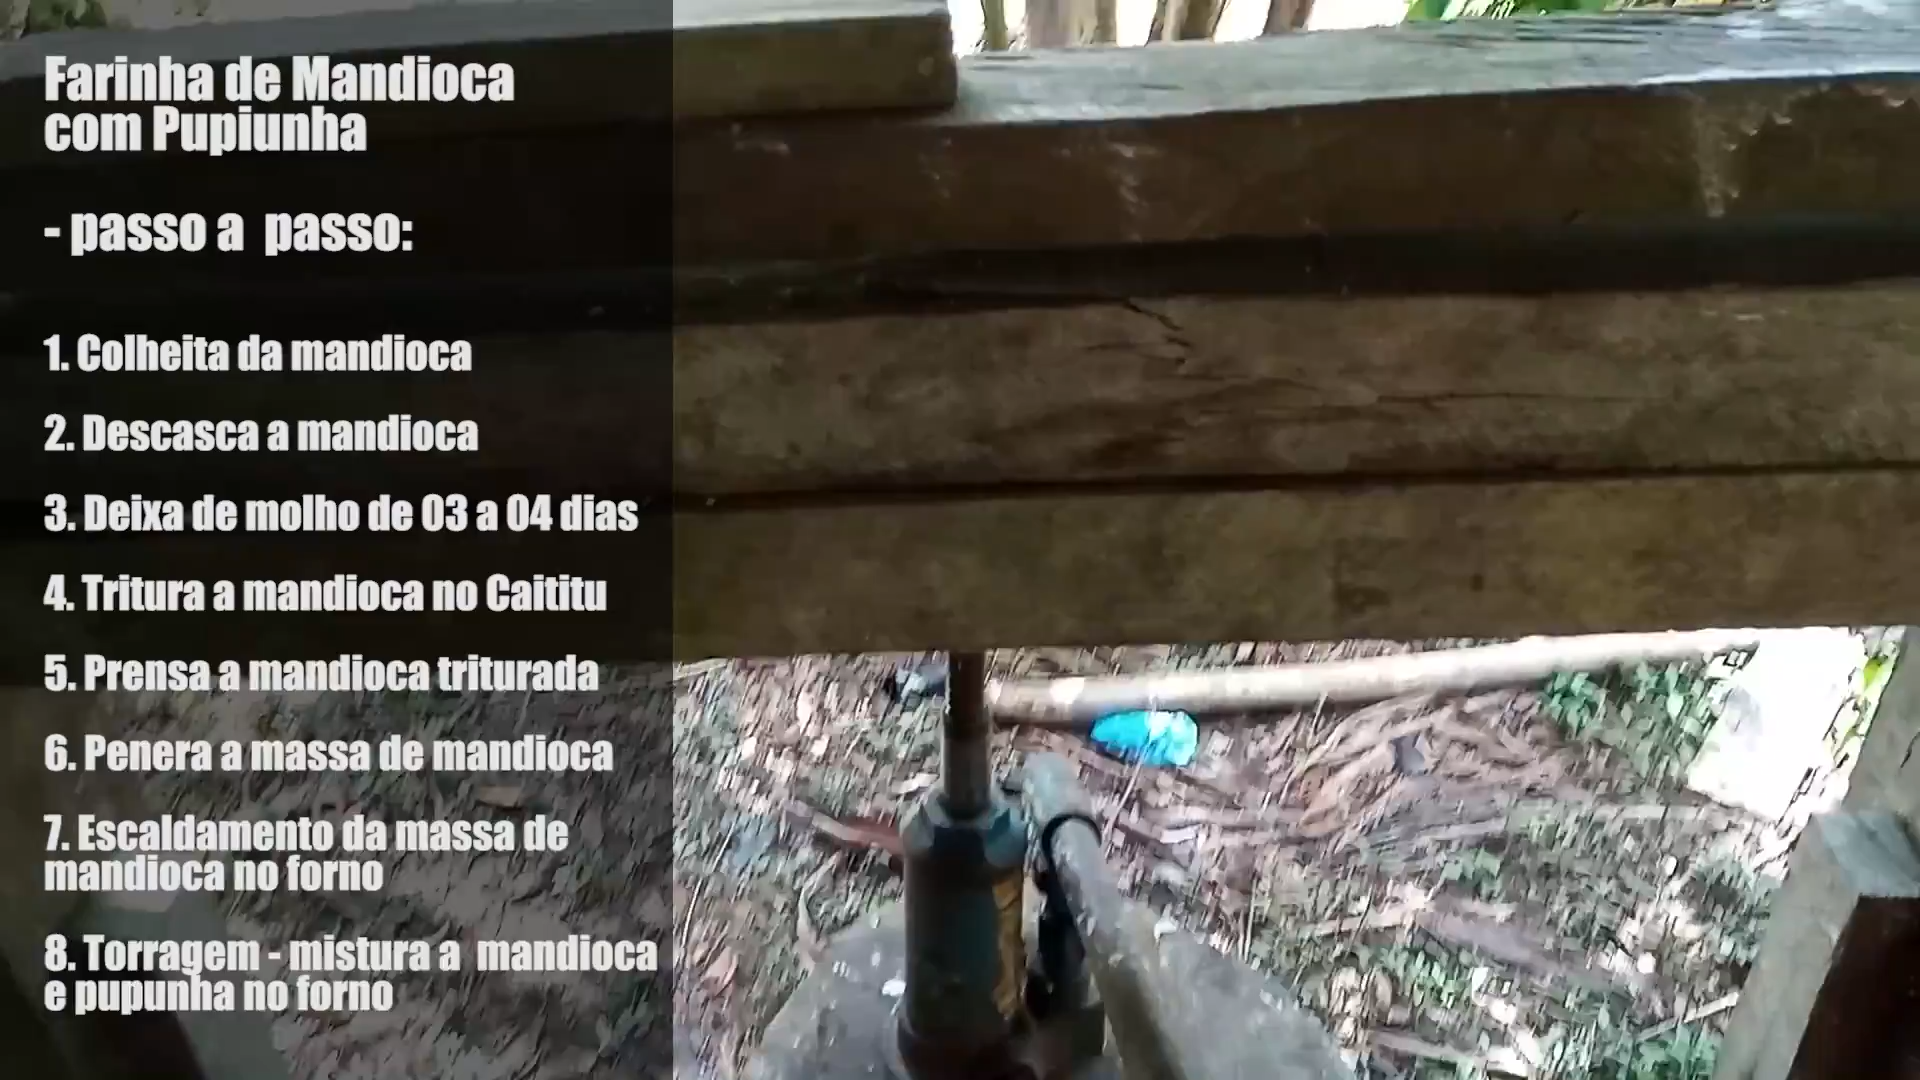 Farinha de Mandioca
com Pupiunha
- passo a  passo:
1. Colheita da mandioca
2. Descasca a mandioca
3. Deixa de molho de 03 a 04 dias
4. Tritura a mandioca no Caititu
5. Prensa a mandioca triturada
6. Penera a massa de mandioca
7. Escaldamento da massa de
mandioca no forno
8. Torragem - mistura a  mandioca
e pupunha no forno